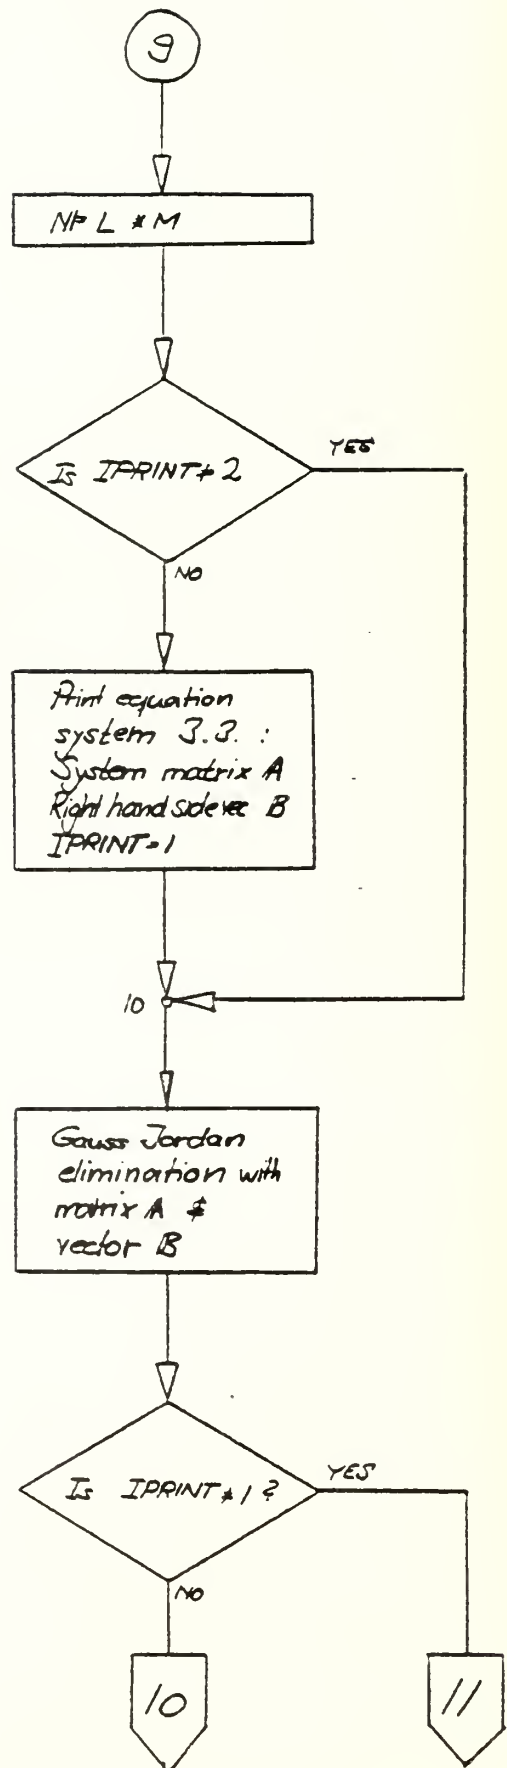 9
NP L * M
Is IPRINT ≠ 2
YES
NO
Print equation
system 3.3. :
System matrix A
Right hand side vec B
IPRINT=1
10
Gauss Jordan
elimination with
matrix A &
vector B
Is IPRINT ≠ 1 ?
YES
NO
10
11